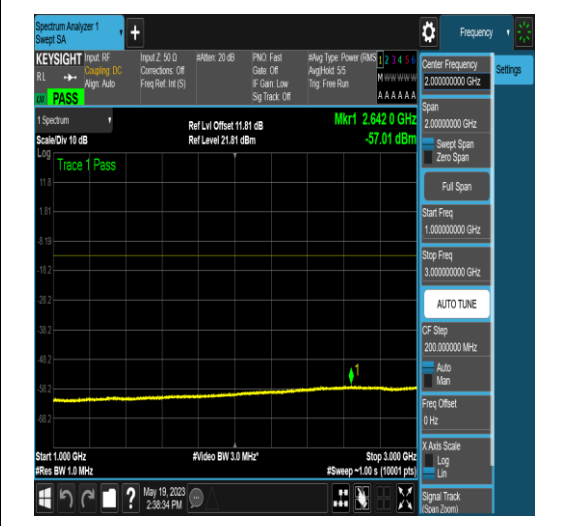 Spectrum Analyzer 1
Swept SA
Frequency
KEYSIGHT
RL
PASS
Input: RF
Coupling: DC
Align: Auto
Input Z: 50 Ω
Corrections: Off
Freq Ref: Int (S)
#Atten: 20 dB
PNO: Fast
Gate: Off
IF Gain: Low
Sig Track: Off
#Avg Type: Power (RMS
Avg|Hold: 5/5
Trig: Free Run
1 2 3 4 5 6
M W W W W W
A A A A A A
1 Spectrum
Scale/Div 10 dB
Ref Lvl Offset 11.81 dB
Ref Level 21.81 dBm
Mkr1 2.642 0 GHz
-57.01 dBm
Log
Trace 1 Pass
11.8
1.81
-8.19
-18.2
-28.2
-38.2
-48.2
-58.2
-68.2
1
Start 1.000 GHz
#Res BW 1.0 MHz
#Video BW 3.0 MHz*
Stop 3.000 GHz
#Sweep ~1.00 s (10001 pts)
May 19, 2023
2:38:34 PM
Center Frequency
2.000000000 GHz
Settings
Span
2.00000000 GHz
Swept Span
Zero Span
Full Span
Start Freq
1.000000000 GHz
Stop Freq
3.000000000 GHz
AUTO TUNE
CF Step
200.000000 MHz
Auto
Man
Freq Offset
0 Hz
X Axis Scale
Log
Lin
Signal Track
(Span Zoom)